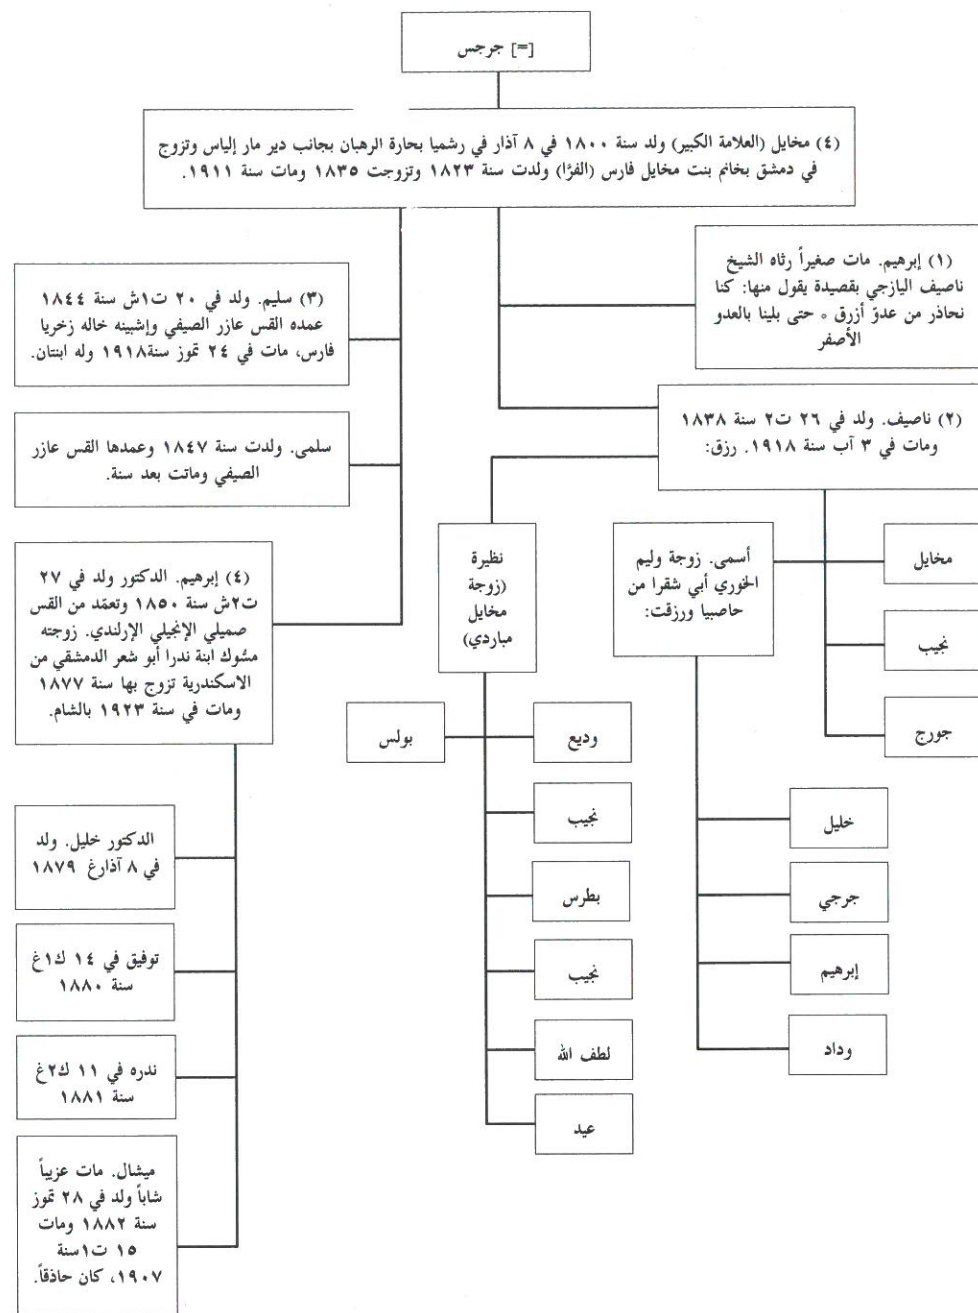 [=] جرجس
(٤) مخايل (العلامة الكبير) ولد سنة ١٨٠٠ في ٨ آذار في رشميا بحارة الرهبان بجانب دير مار إلياس وتزوج
في دمشق بخانم بنت مخايل فارس (الفرّا) ولدت سنة ١٨٢٣ وتزوجت ١٨٣٥ ومات سنة ١٩١١.
(١) إبرهيم. مات صغيراً رثاه الشيخ
ناصيف اليازجي بقصيدة يقول منها: كنا
نحاذر من عدوّ أزرق * حتى بلينا بالعدو
الأصفر
(٢) ناصيف. ولد في ٢٦ ت٢ سنة ١٨٣٨
ومات في ٣ آب سنة ١٩١٨. رزق:
مخايل
نجيب
جورج
أسمى. زوجة وليم
الخوري أبي شقرا من
حاصبيا ورزقت:
خليل
جرجي
إبرهيم
وداد
نظيرة
(زوجة
مخايل
مباردي)
وديع
بولس
نجيب
بطرس
نجيب
لطف الله
عيد
(٣) سليم. ولد في ٢٠ ت١ش سنة ١٨٤٤
عمده القس عازر الصيفي وإشبينه خاله زخريا
فارس، مات في ٢٤ تموز سنة١٩١٨ وله ابنتان.
سلمى. ولدت سنة ١٨٤٧ وعمدها القس عازر
الصيفي وماتت بعد سنة.
(٤) إبرهيم. الدكتور ولد في ٢٧
ت٢ش سنة ١٨٥٠ وتعمّد من القس
صميلي الإنجيلي الإرلندي. زوجته
مسّوك ابنة ندرا أبو شعر الدمشقي من
الاسكندرية تزوج بها سنة ١٨٧٧
ومات في سنة ١٩٢٣ بالشام.
الدكتور خليل. ولد
في ٨ آذارغ ١٨٧٩
توفيق في ١٤ ك١غ
سنة ١٨٨٠
ندره في ١١ ك٢غ
سنة ١٨٨١
ميشال. مات عزيباً
شاباً ولد في ٢٨ تموز
سنة ١٨٨٢ ومات
١٥ ت١سنة
١٩٠٧، كان حاذقاً.